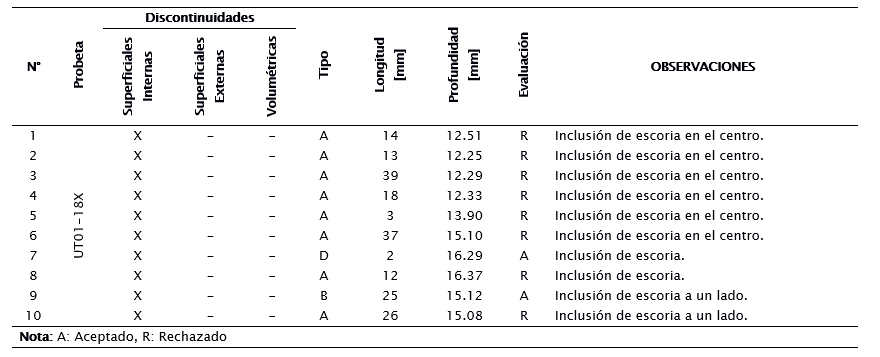 Discontinuidades
N° Probeta Superficiales Internas Superficiales Externas Volumétricas Tipo Longitud [mm] Profundidad [mm] Evaluación OBSERVACIONES
1 X – – A 14 12.51 R Inclusión de escoria en el centro.
2 X – – A 13 12.25 R Inclusión de escoria en el centro.
3 X – – A 39 12.29 R Inclusión de escoria en el centro.
4 X – – A 18 12.33 R Inclusión de escoria en el centro.
UT01-18X
5 X – – A 3 13.90 R Inclusión de escoria en el centro.
6 X – – A 37 15.10 R Inclusión de escoria en el centro.
7 X – – D 2 16.29 A Inclusión de escoria.
8 X – – A 12 16.37 R Inclusión de escoria.
9 X – – B 25 15.12 A Inclusión de escoria a un lado.
10 X – – A 26 15.08 R Inclusión de escoria a un lado.
Nota: A: Aceptado, R: Rechazado